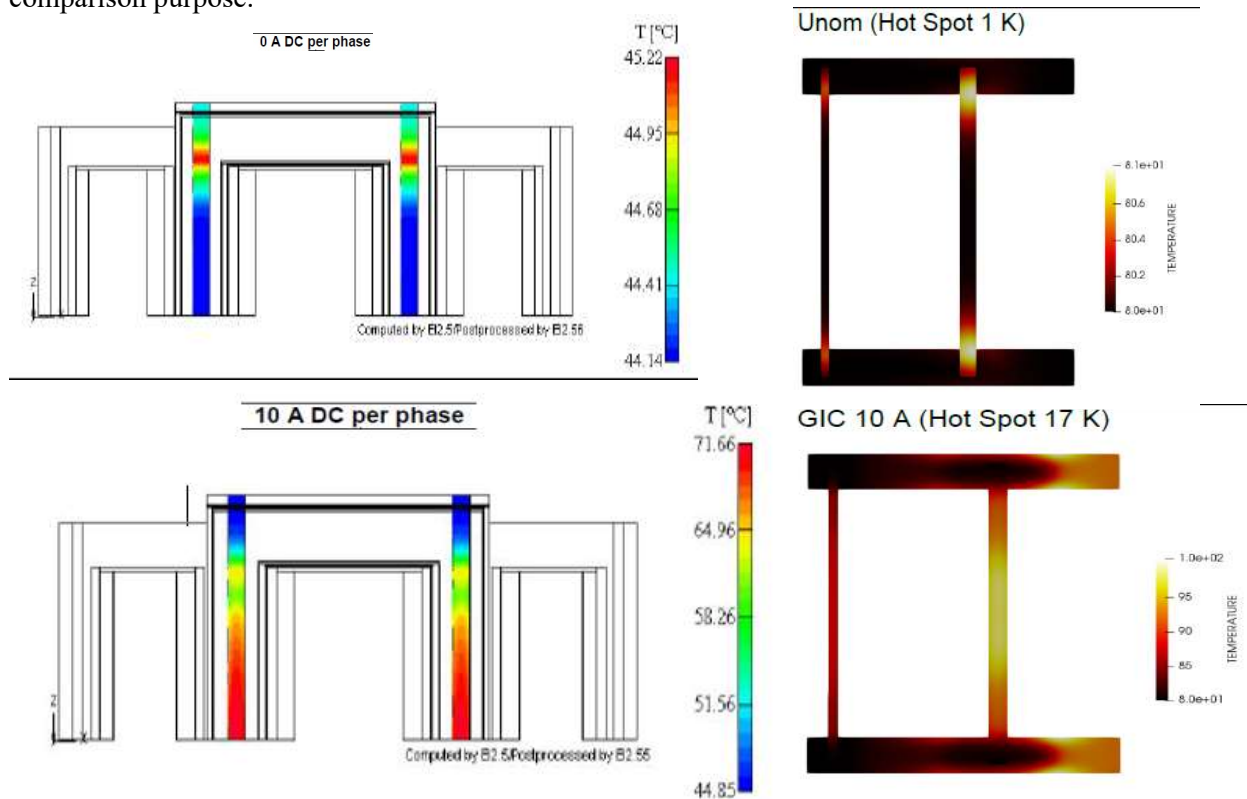 comparison purpose.
0 A DC per phase
T [°C]
45.22
44.95
44.68
44.41
44.14
Z
Computed by B2.5/Postprocessed by B2.56
Unom (Hot Spot 1 K)
8.1e+01
80.6
80.4
80.2
8.0e+01
TEMPERATURE
10 A DC per phase
T [°C]
71.66
64.96
58.26
51.56
44.85
Z
X
Computed by B2.5/Postprocessed by B2.55
GIC 10 A (Hot Spot 17 K)
1.0e+02
95
90
85
8.0e+01
TEMPERATURE